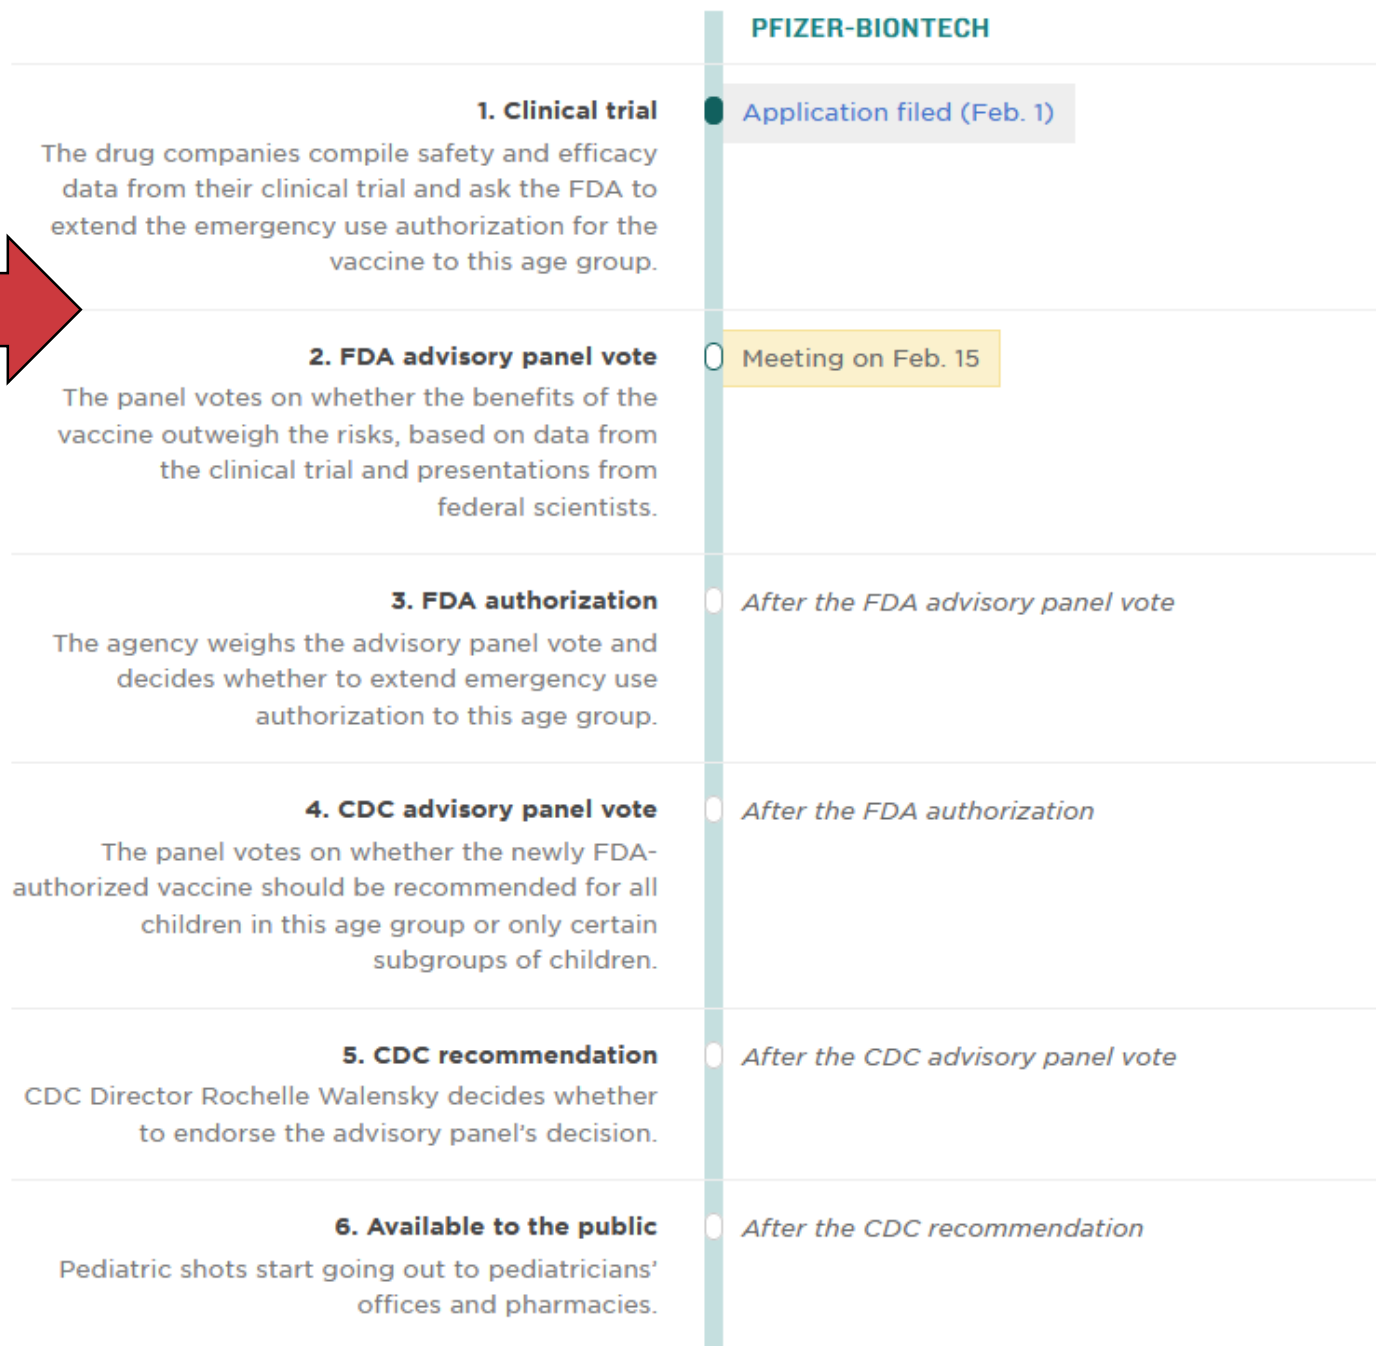 PFIZER-BIONTECH
1. Clinical trial
Application filed (Feb. 1)
The drug companies compile safety and efficacy
data from their clinical trial and ask the FDA to
extend the emergency use authorization for the
vaccine to this age group.
2. FDA advisory panel vote
Meeting on Feb. 15
The panel votes on whether the benefits of the
vaccine outweigh the risks, based on data from
the clinical trial and presentations from
federal scientists.
3. FDA authorization
After the FDA advisory panel vote
The agency weighs the advisory panel vote and
decides whether to extend emergency use
authorization to this age group.
4. CDC advisory panel vote
After the FDA authorization
The panel votes on whether the newly FDA-
authorized vaccine should be recommended for all
children in this age group or only certain
subgroups of children.
5. CDC recommendation
After the CDC advisory panel vote
CDC Director Rochelle Walensky decides whether
to endorse the advisory panel’s decision.
6. Available to the public
After the CDC recommendation
Pediatric shots start going out to pediatricians’
offices and pharmacies.